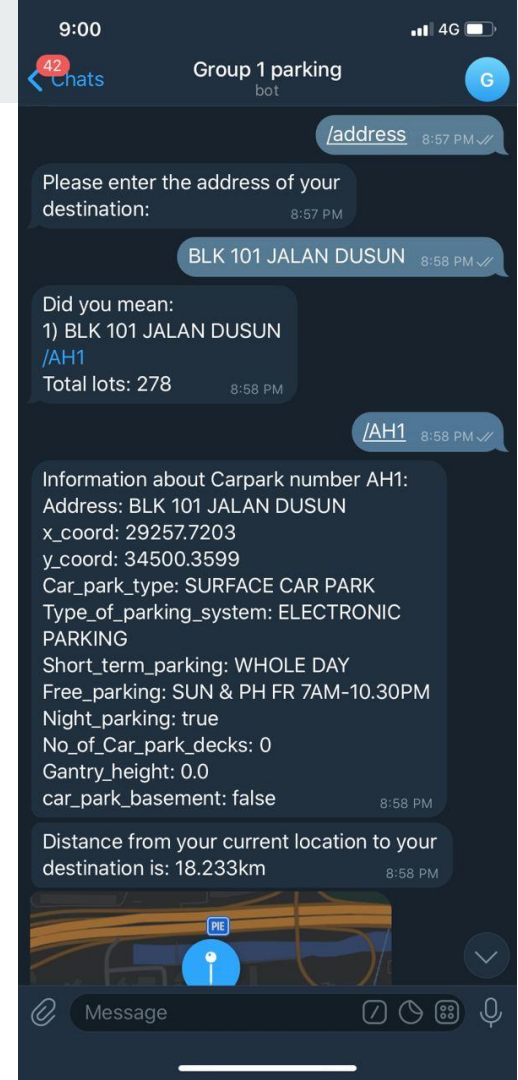 9:00
4G
42
Chats
Group 1 parking
bot
G
/address 8:57 PM
Please enter the address of your
destination: 8:57 PM
BLK 101 JALAN DUSUN 8:58 PM
Did you mean:
1) BLK 101 JALAN DUSUN
/AH1
Total lots: 278 8:58 PM
/AH1 8:58 PM
Information about Carpark number AH1:
Address: BLK 101 JALAN DUSUN
x_coord: 29257.7203
y_coord: 34500.3599
Car_park_type: SURFACE CAR PARK
Type_of_parking_system: ELECTRONIC
PARKING
Short_term_parking: WHOLE DAY
Free_parking: SUN & PH FR 7AM-10.30PM
Night_parking: true
No_of_Car_park_decks: 0
Gantry_height: 0.0
car_park_basement: false 8:58 PM
Distance from your current location to your
destination is: 18.233km 8:58 PM
PIE
Message